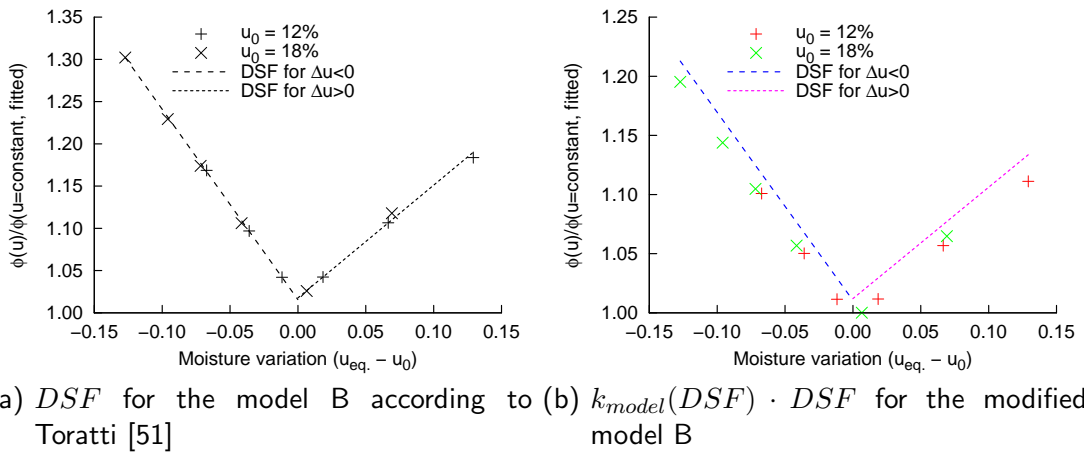 φ(u)/φ(u=constant, fitted)
1.35
1.30
1.25
1.20
1.15
1.10
1.05
1.00
u0 = 12%
u0 = 18%
DSF for Δu<0
DSF for Δu>0
−0.15 −0.10 −0.05 0.00 0.05 0.10 0.15
Moisture variation (ueq. − u0)
a) DSF for the model B according to
Toratti [51]
φ(u)/φ(u=constant, fitted)
1.25
1.20
1.15
1.10
1.05
1.00
u0 = 12%
u0 = 18%
DSF for Δu<0
DSF for Δu>0
−0.15 −0.10 −0.05 0.00 0.05 0.10 0.15
Moisture variation (ueq. − u0)
(b) kmodel(DSF) · DSF for the modified
model B